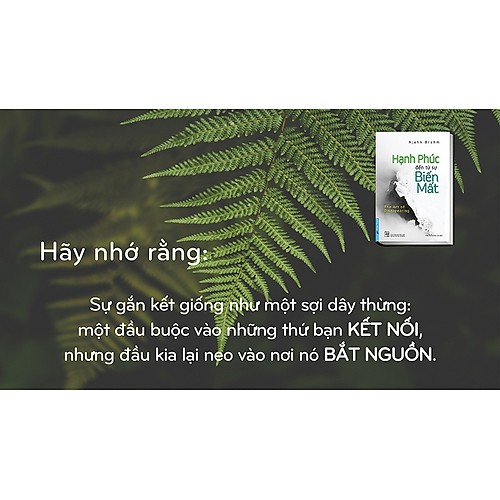 Ajahn Brahm
Hạnh Phúc
đến từ sự
Biến
Mất
Hãy nhớ rằng:
Sự gắn kết giống như một sợi dây thừng:
một đầu buộc vào những thứ bạn KẾT NỐI,
nhưng đầu kia lại neo vào nơi nó BẮT NGUỒN.